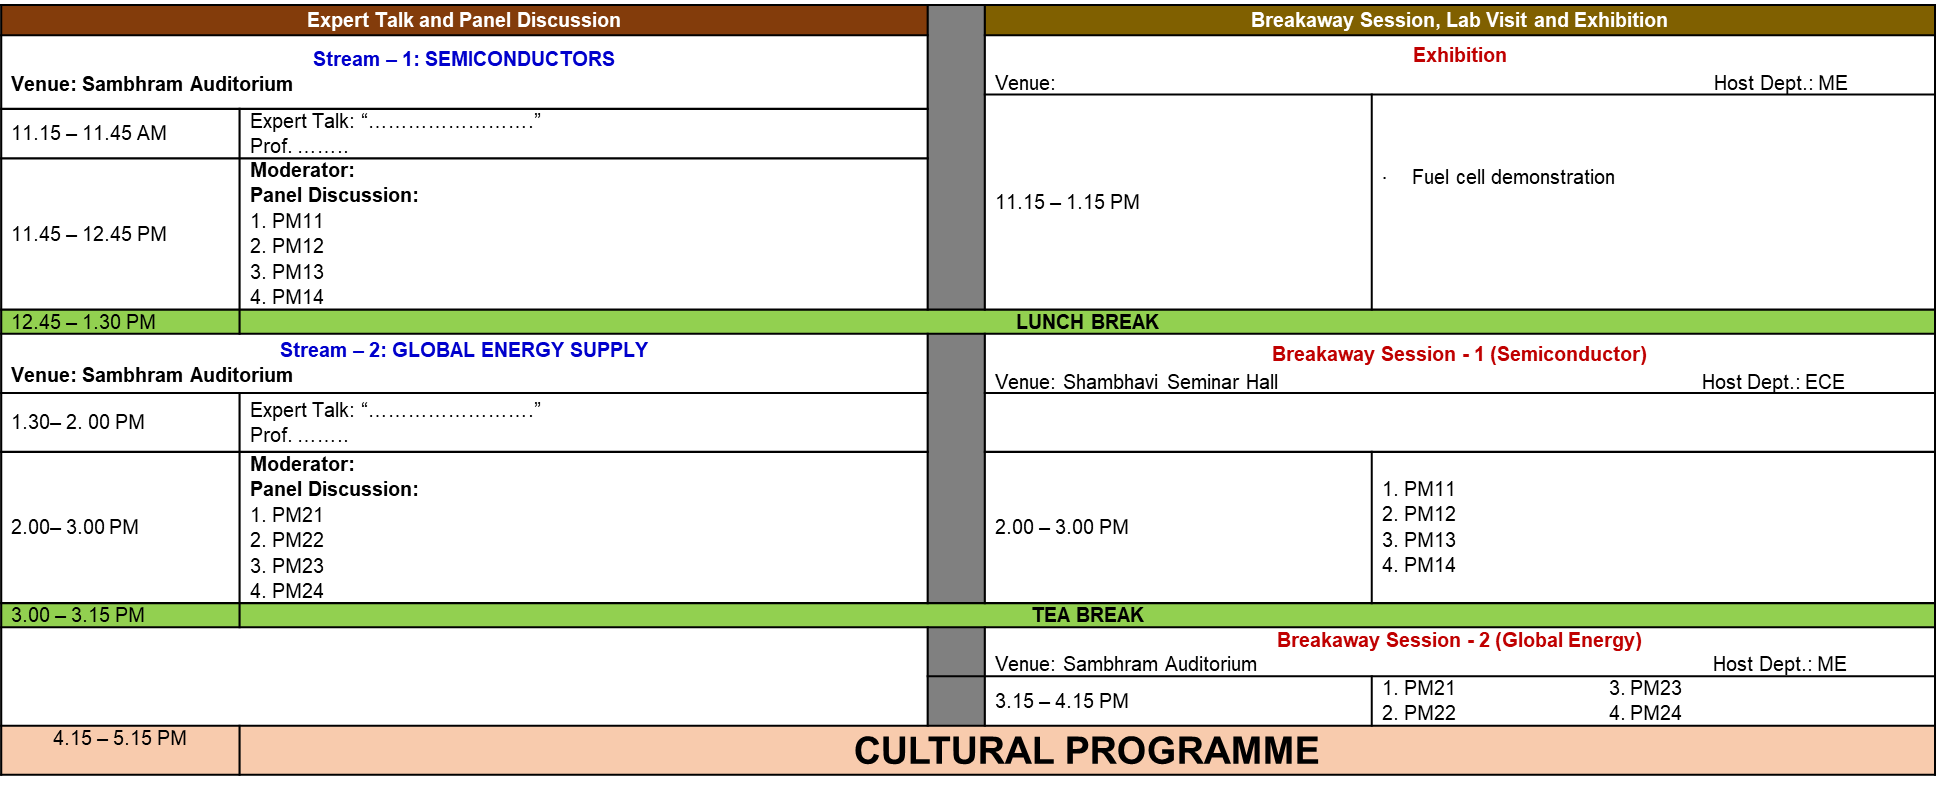 Expert Talk and Panel Discussion
Breakaway Session, Lab Visit and Exhibition
Stream – 1: SEMICONDUCTORS
Venue: Sambhram Auditorium
Exhibition
Venue: Host Dept.: ME
11.15 – 11.45 AM
Expert Talk: “…………………….”
Prof. ……..
11.45 – 12.45 PM
Moderator:
Panel Discussion:
1. PM11
2. PM12
3. PM13
4. PM14
11.15 – 1.15 PM
· Fuel cell demonstration
12.45 – 1.30 PM
LUNCH BREAK
Stream – 2: GLOBAL ENERGY SUPPLY
Venue: Sambhram Auditorium
Breakaway Session - 1 (Semiconductor)
Venue: Shambhavi Seminar Hall Host Dept.: ECE
1.30– 2. 00 PM
Expert Talk: “…………………….”
Prof. ……..
2.00– 3.00 PM
Moderator:
Panel Discussion:
1. PM21
2. PM22
3. PM23
4. PM24
2.00 – 3.00 PM
1. PM11
2. PM12
3. PM13
4. PM14
3.00 – 3.15 PM
TEA BREAK
Breakaway Session - 2 (Global Energy)
Venue: Sambhram Auditorium Host Dept.: ME
3.15 – 4.15 PM
1. PM21 3. PM23
2. PM22 4. PM24
4.15 – 5.15 PM
CULTURAL PROGRAMME